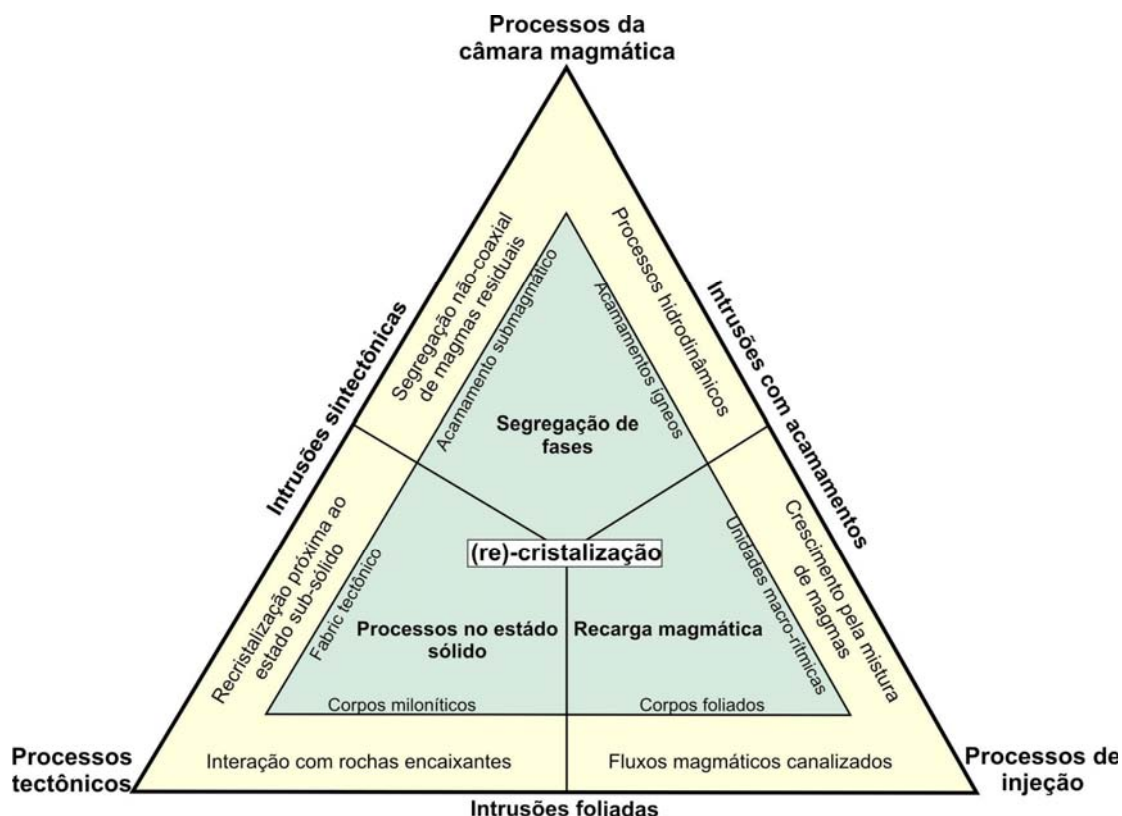 Processos da
câmara magmática
Segregação não-coaxial
de magmas residuais
Acamamento submagmático
Processos hidrodinâmicos
Acamamentos ígneos
Intrusões sintectônicas
Intrusões com acamamentos
Segregação de
fases
(re)-cristalização
Recristalização próxima ao
estado sub-sólido
Fabric tectônico
Processos no estádo
sólido
Recarga magmática
Unidades macro-rítmicas
Crescimento pela mistura
de magmas
Corpos miloníticos
Corpos foliados
Processos
tectônicos
Interação com rochas encaixantes
Fluxos magmáticos canalizados
Processos de
injeção
Intrusões foliadas